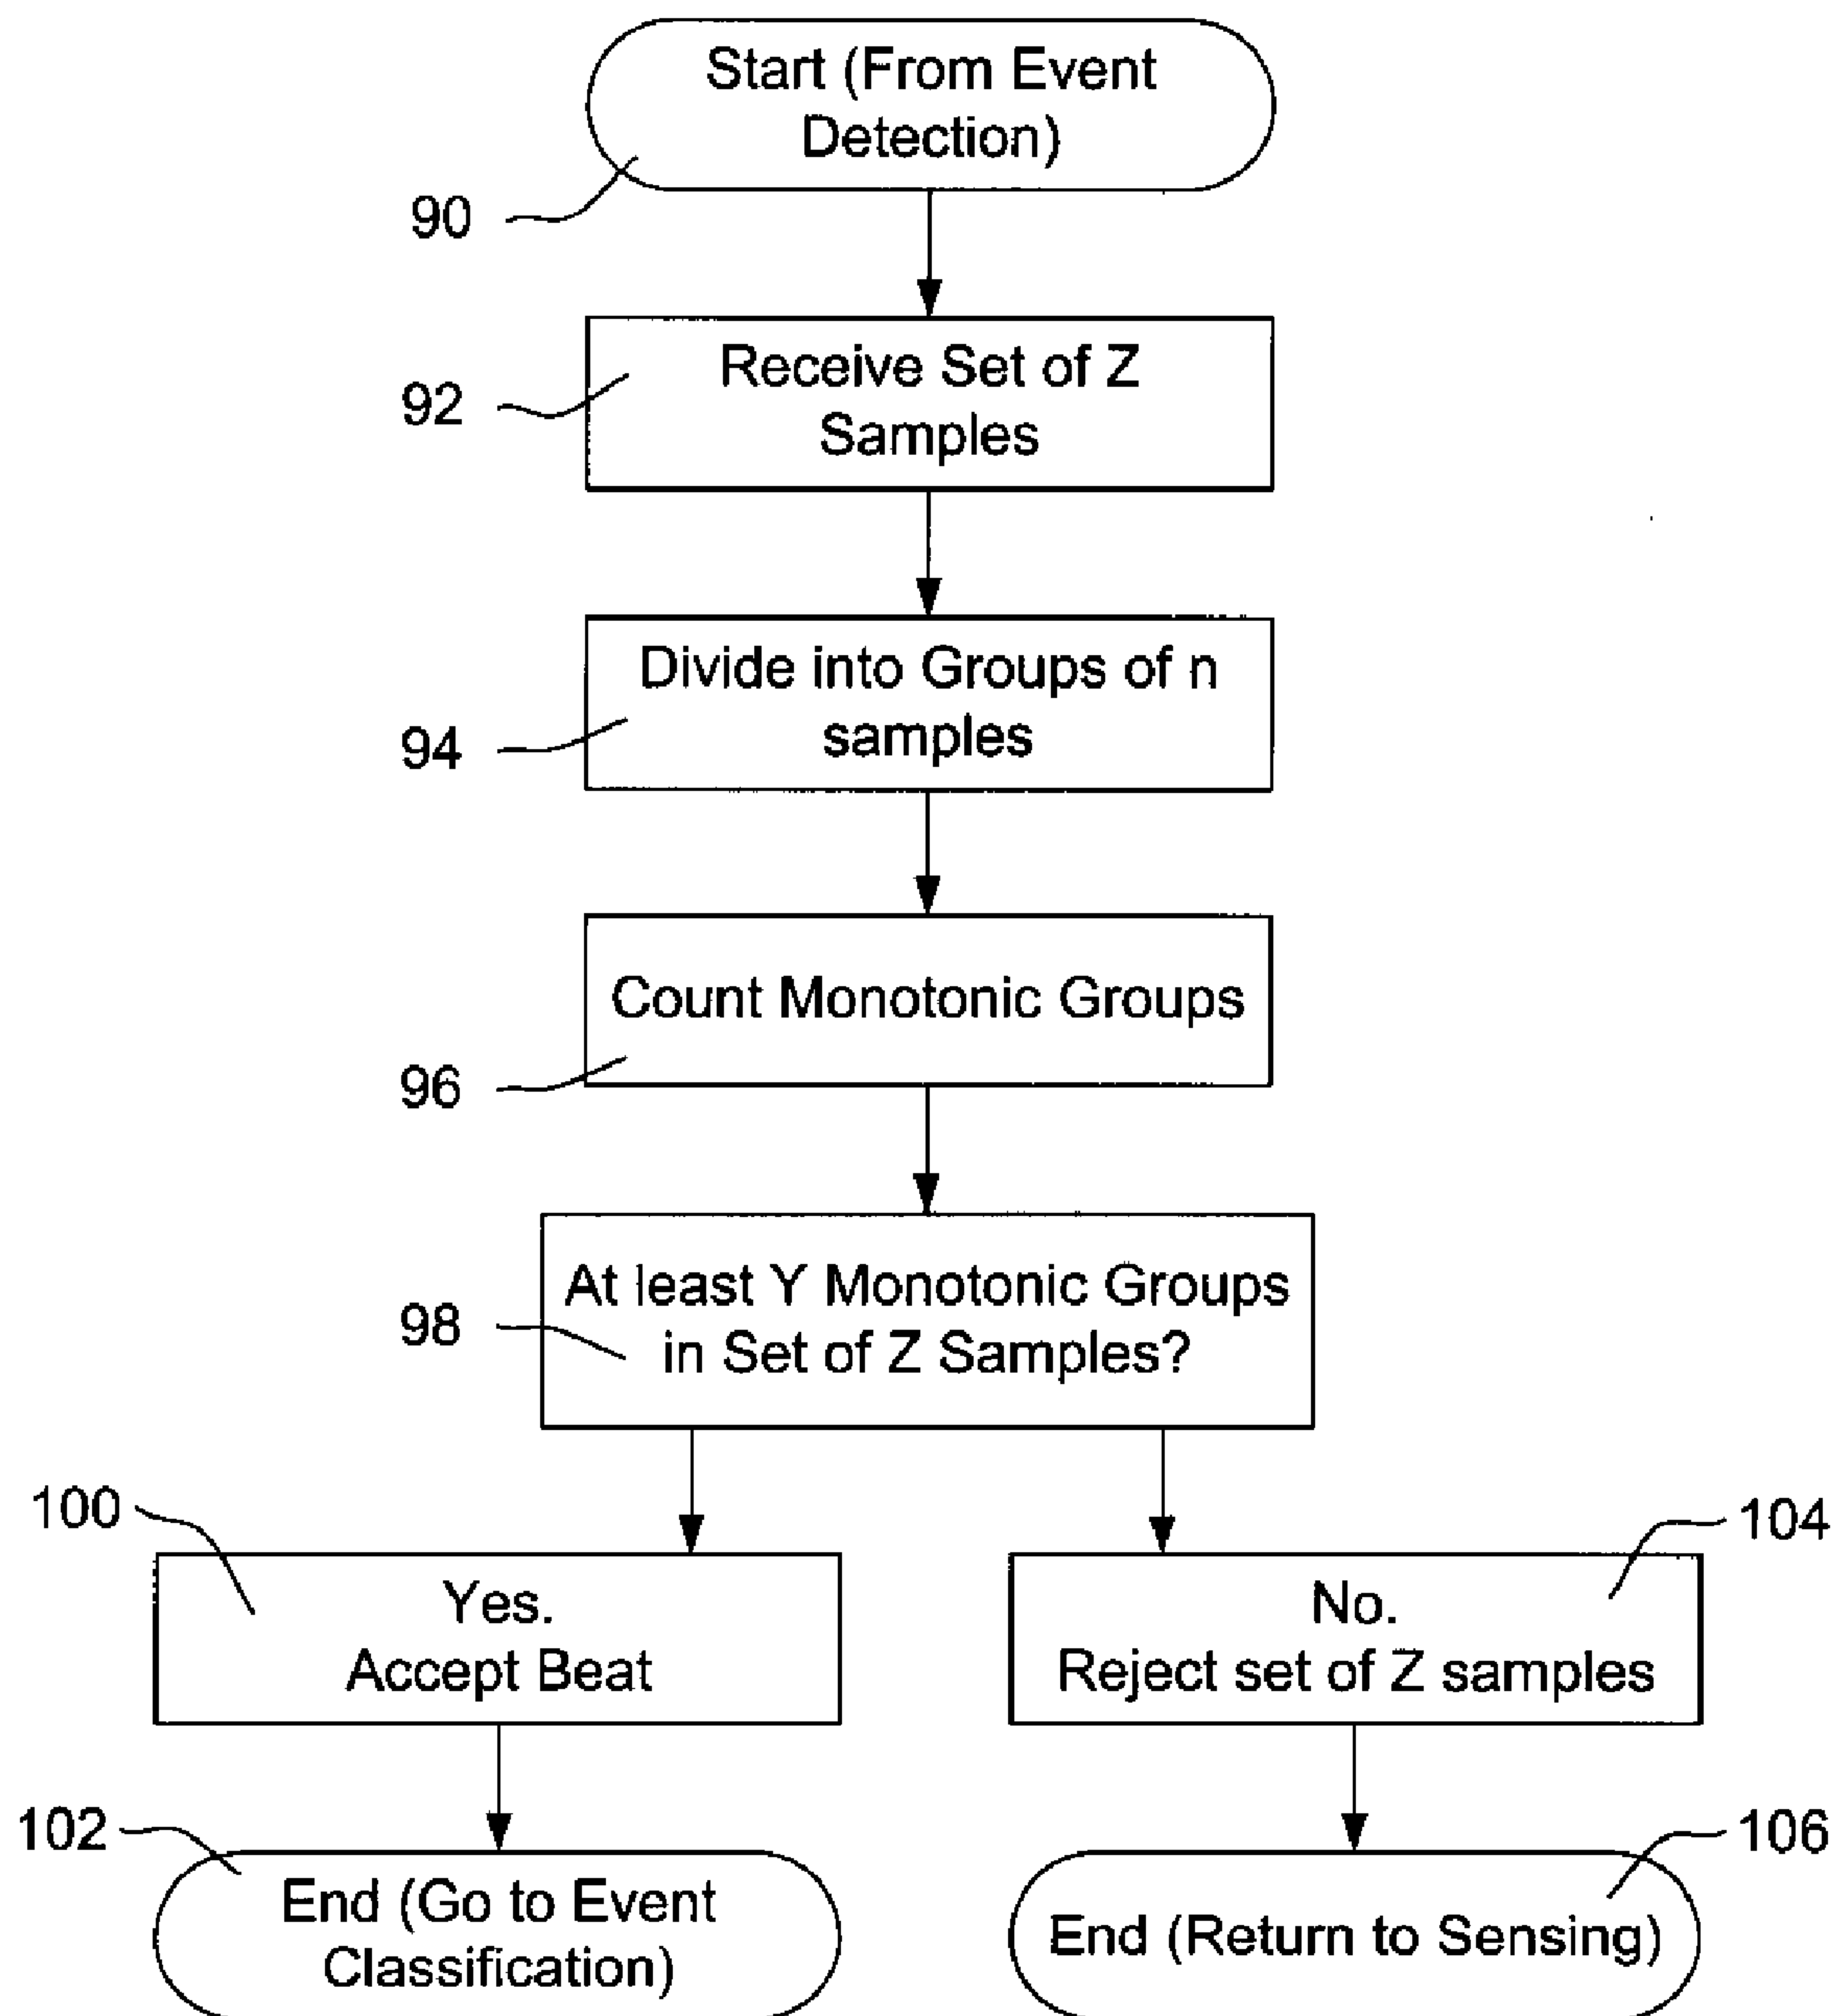 Start (From Event
Detection)
90
Receive Set of Z
Samples
92
Divide into Groups of n
samples
94
Count Monotonic Groups
96
At least Y Monotonic Groups
in Set of Z Samples?
98
100
Yes.
Accept Beat
104
No.
Reject set of Z samples
102
End (Go to Event
Classification)
106
End (Return to Sensing)